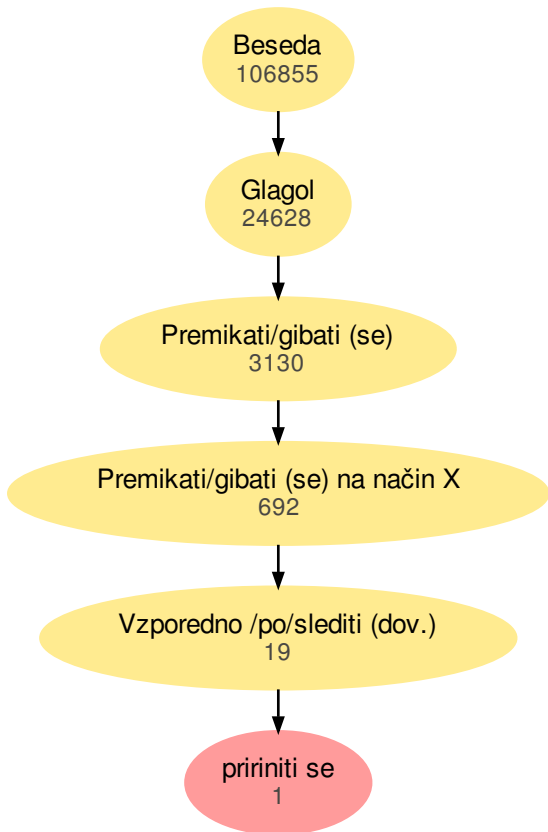 Beseda
106855
Glagol
24628
Premikati/gibati (se)
3130
Premikati/gibati (se) na način X
692
Vzporedno /po/slediti (dov.)
19
pririniti se
1